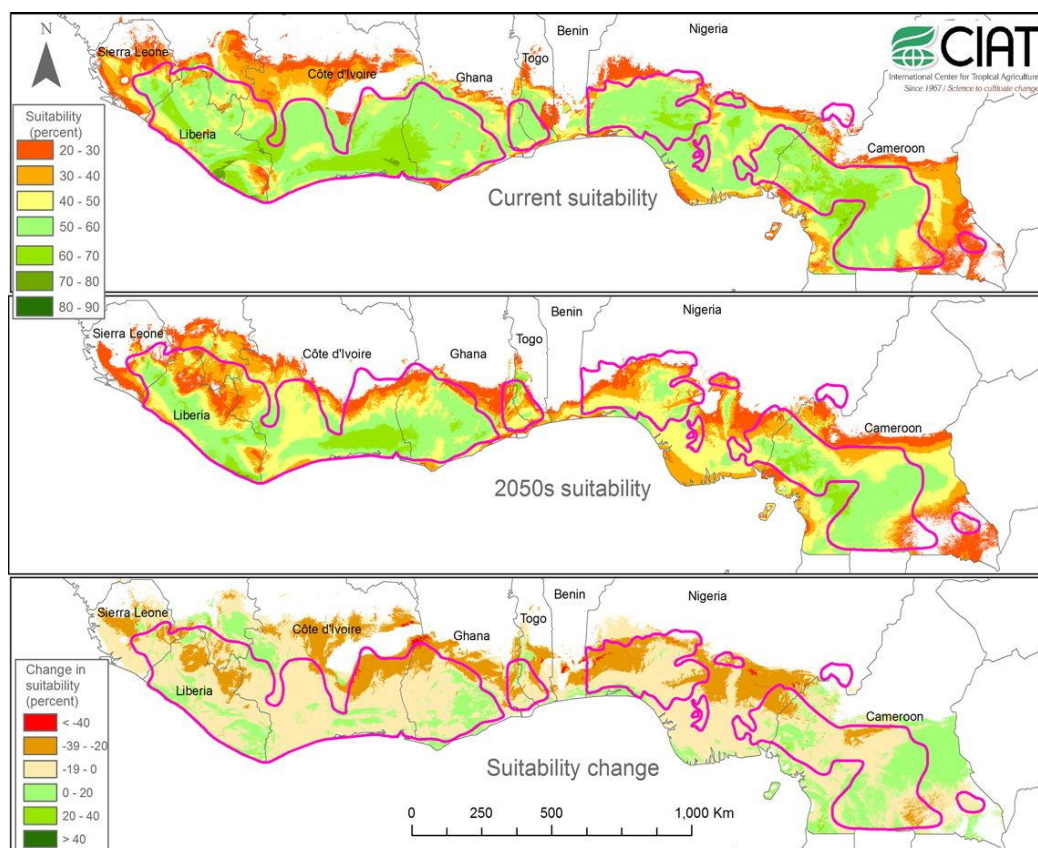 N
Sierra Leone
Liberia
Côte d'Ivoire
Ghana
Togo
Benin
Nigeria
Cameroon
CIAT
International Center for Tropical Agriculture
Since 1967 / Science to cultivate change
Suitability
(percent)
20 - 30
30 - 40
40 - 50
50 - 60
60 - 70
70 - 80
80 - 90
Current suitability
Sierra Leone
Liberia
Côte d'Ivoire
Ghana
Togo
Benin
Nigeria
Cameroon
2050s suitability
Sierra Leone
Liberia
Côte d'Ivoire
Ghana
Togo
Benin
Nigeria
Cameroon
Change in
suitability
(percent)
< -40
-39 - -20
-19 - 0
0 - 20
20 - 40
> 40
Suitability change
0 250 500 1,000 Km